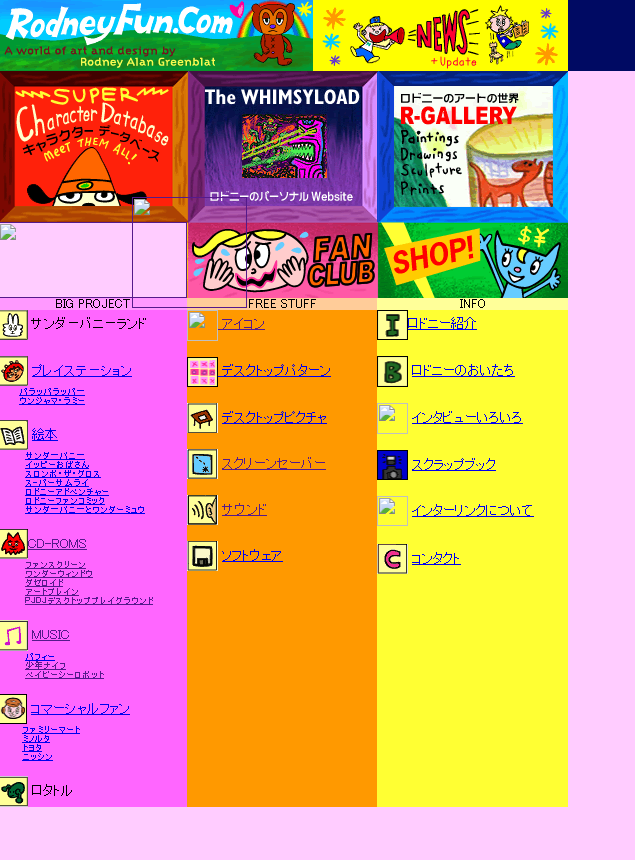 RodneyFun.Com
A world of art and design by
Rodney Alan Greenblat
NEWS
+Update
SUPER
Character Database
キャラクター データベース
MEET THEM ALL!
The WHIMSYLOAD
ロドニーのパーソナル Website
ロドニーのアートの世界
R-GALLERY
Paintings
Drawings
Sculpture
Prints
FAN
CLUB
SHOP!
$¥
BIG PROJECT
FREE STUFF
INFO
サンダーバニーランド
プレイステーション
パラッパラッパー
ウンジャマ・ラミー
絵本
サンダーバニー
イッピーおばさん
スロンボ・ザ・グロス
スーパーサムライ
ロドニーアドベンチャー
ロドニーファンコミック
サンダーバニーとワンダーミュウ
CD-ROMS
ファンスクリーン
ワンダーウィンドウ
ダゼロイド
アートブレイン
PJDJデスクトッププレイグラウンド
MUSIC
パフィー
少年ナイフ
ベイビーシーロボット
コマーシャルファン
ファミリーマート
ミノルタ
トヨタ
ニッシン
ロタトル
アイコン
デスクトップパターン
デスクトップピクチャ
スクリーンセーバー
サウンド
ソフトウェア
I
ロドニー紹介
B
ロドニーのおいたち
インタビューいろいろ
スクラップブック
インターリンクについて
C
コンタクト